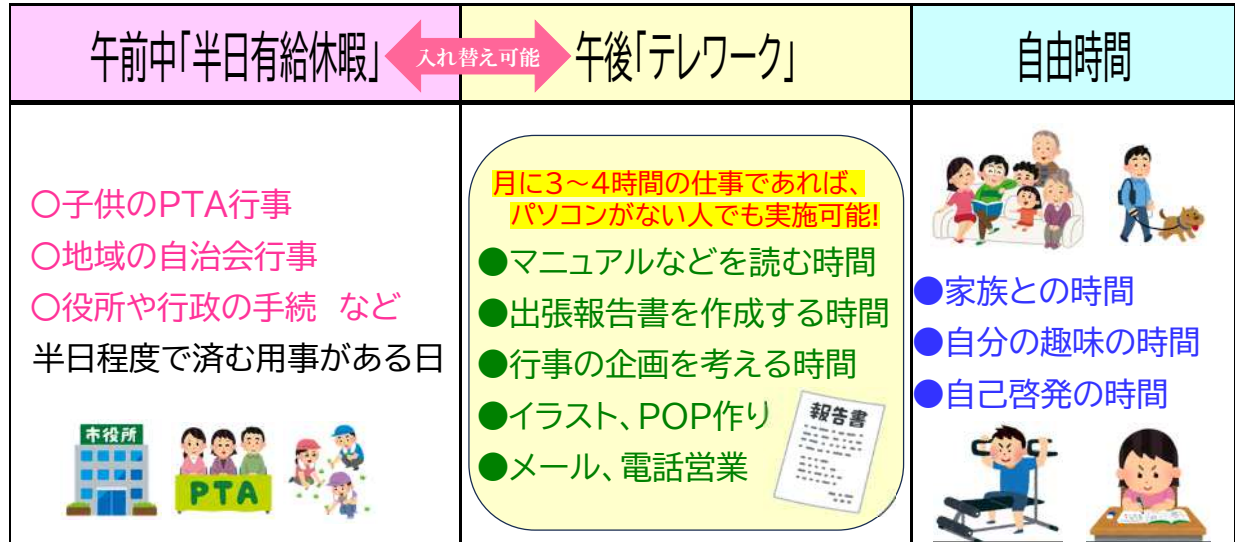 午前中「半日有給休暇」
入れ替え可能
午後「テレワーク」
自由時間
〇子供のPTA行事
〇地域の自治会行事
〇役所や行政の手続 など
半日程度で済む用事がある日
市役所
PTA
月に3～4時間の仕事であれば、
パソコンがない人でも実施可能!
●マニュアルなどを読む時間
●出張報告書を作成する時間
●行事の企画を考える時間
●イラスト、POP作り
●メール、電話営業
報告書
●家族との時間
●自分の趣味の時間
●自己啓発の時間